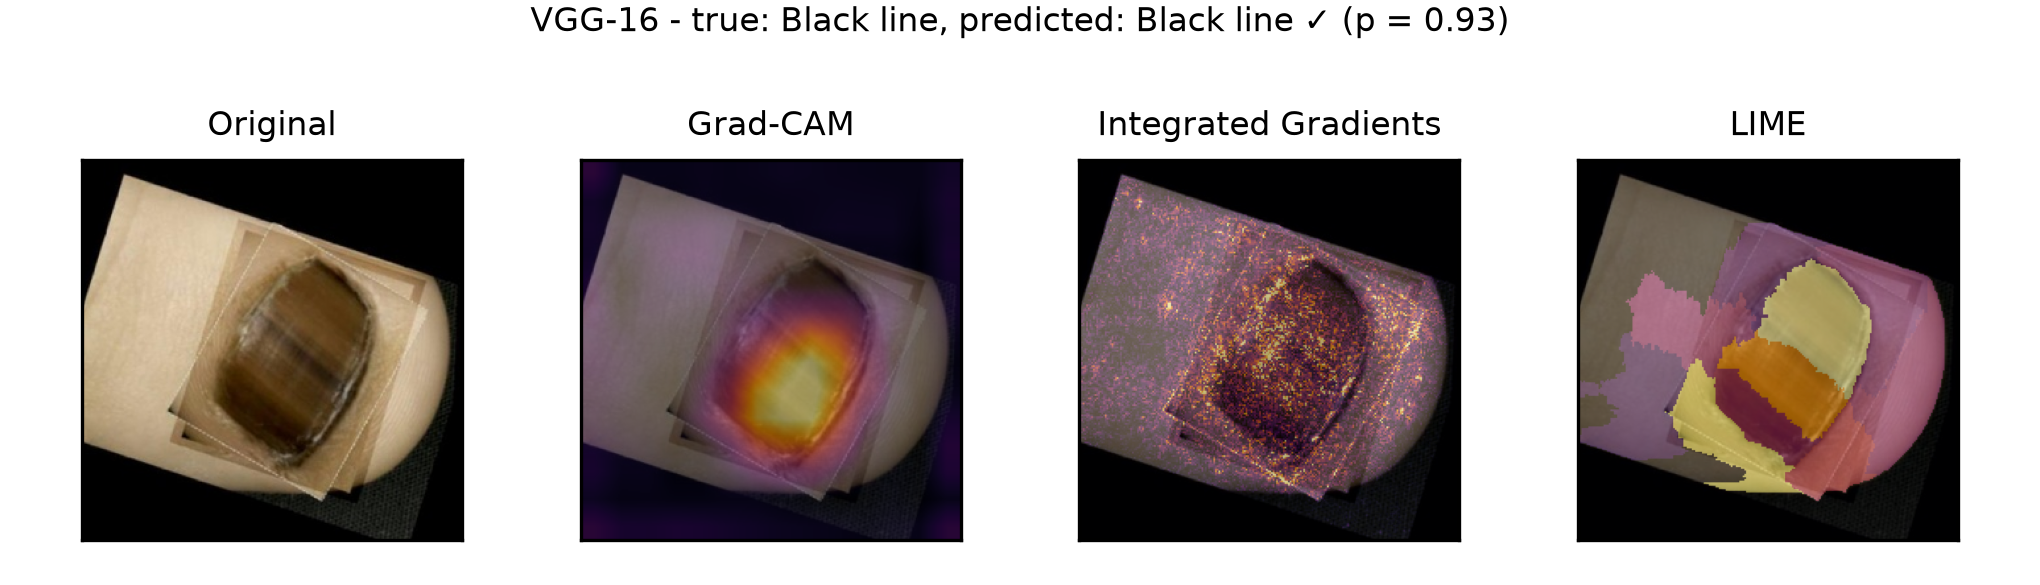 VGG-16 - true: Black line, predicted: Black line ✓ (p = 0.93)
Original
Grad-CAM
Integrated Gradients
LIME